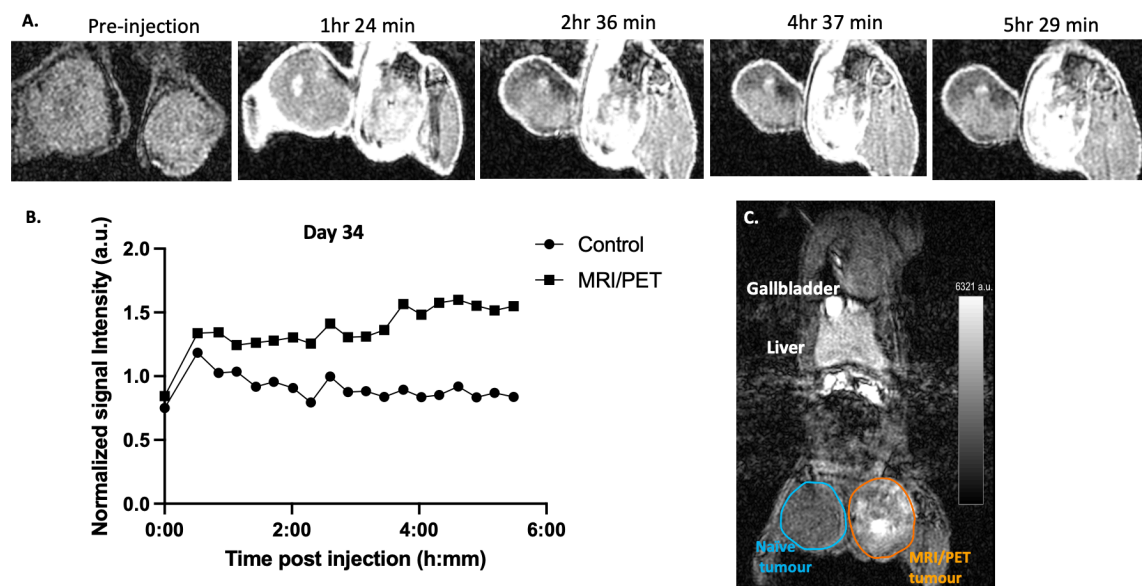 A.
Pre-injection
1hr 24 min
2hr 36 min
4hr 37 min
5hr 29 min
B.
Day 34
Normalized signal Intensity (a.u.)
2.0
1.5
1.0
0.5
0.0
0:00
2:00
4:00
6:00
Time post injection (h:mm)
Control
MRI/PET
C.
6321 a.u.
Gallbladder
Liver
Naïve
tumour
MRI/PET
tumour